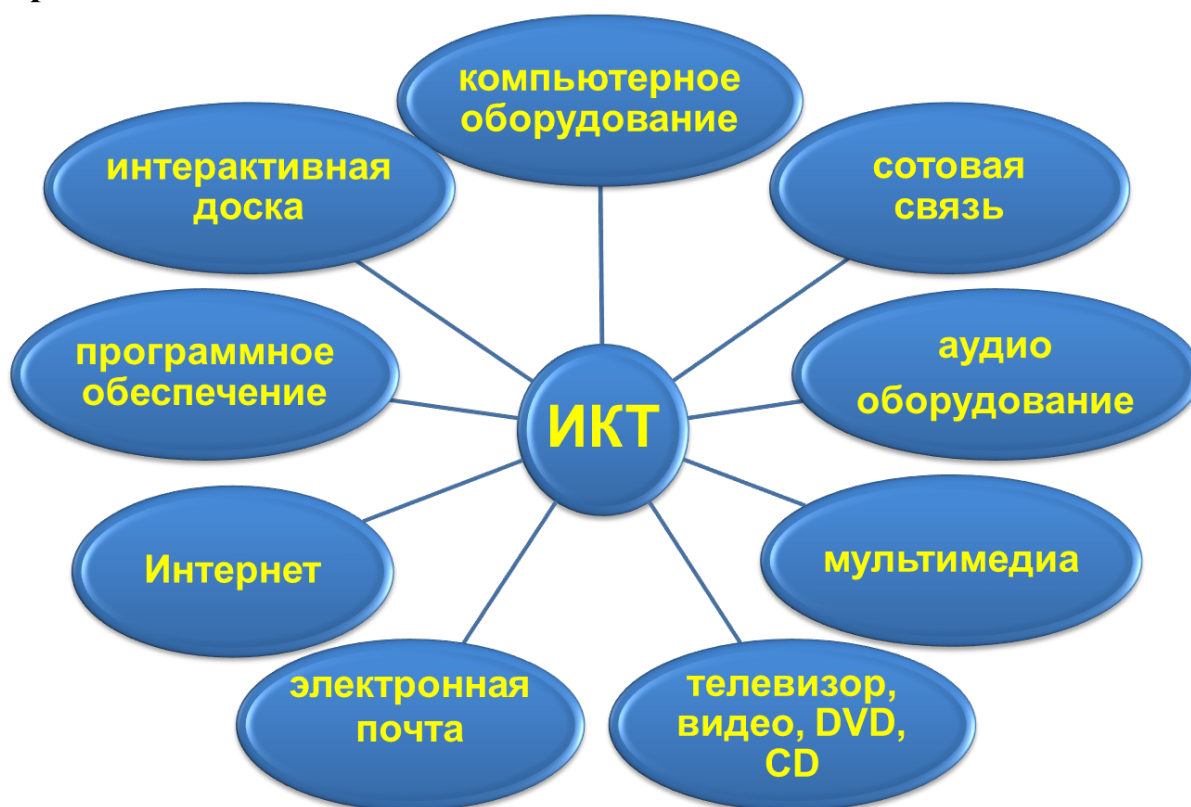 компьютерное
оборудование
интерактивная
доска
сотовая
связь
программное
обеспечение
аудио
оборудование
ИКТ
Интернет
мультимедиа
электронная
почта
телевизор,
видео, DVD,
CD